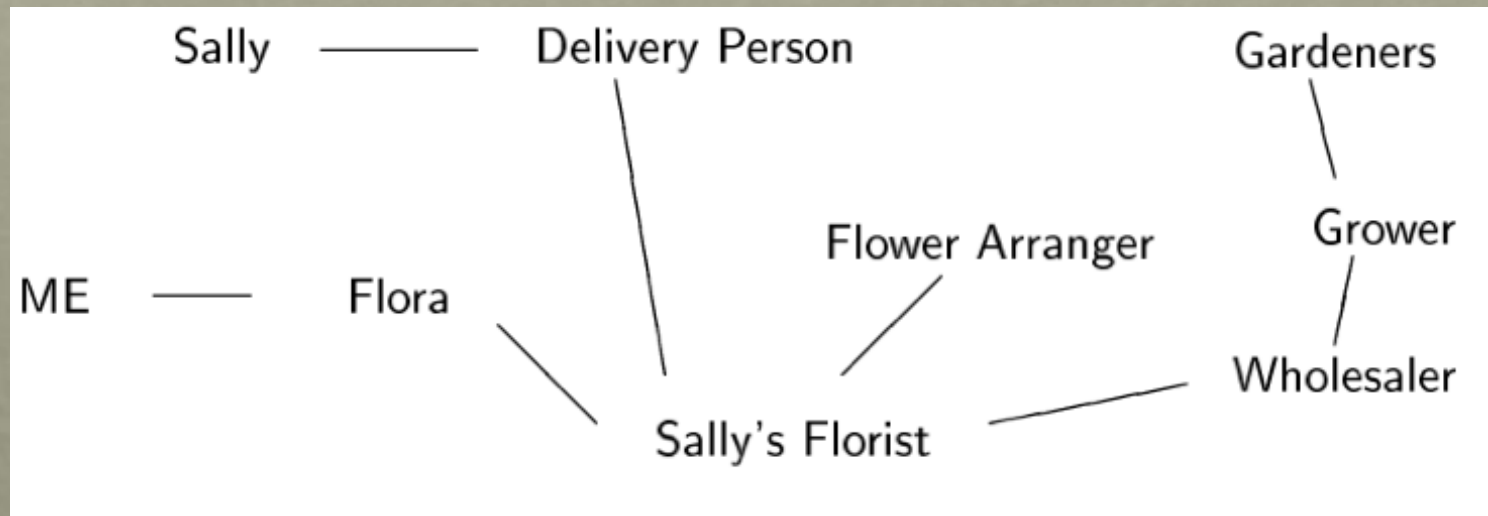 Sally
Delivery Person
Gardeners
Flower Arranger
Grower
ME
Flora
Wholesaler
Sally's Florist